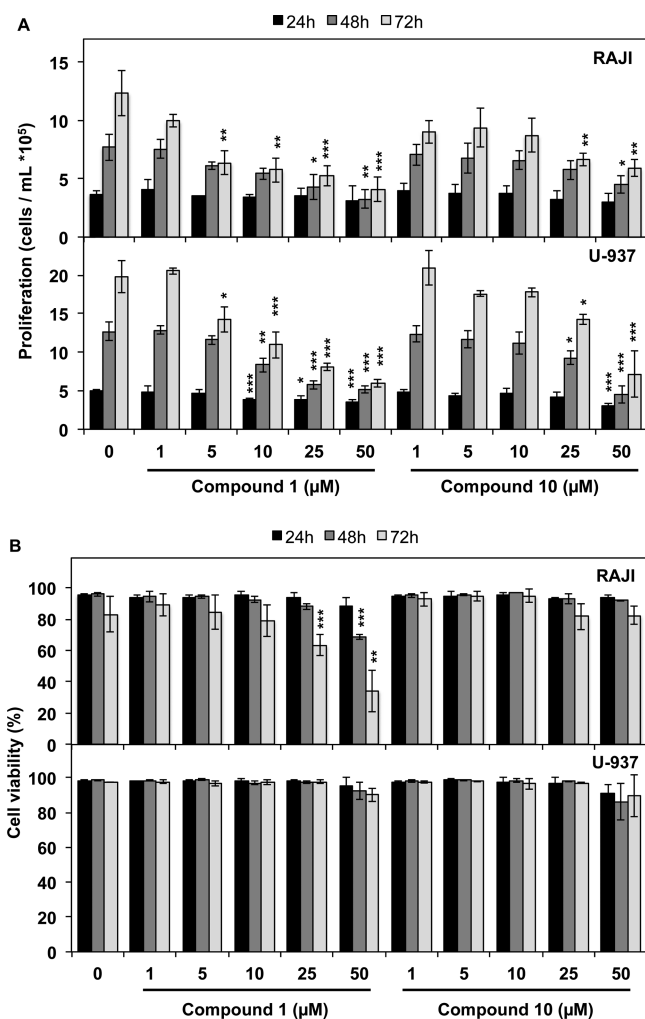 A
24h 48h 72h
RAJI
15
10
5
0
** ** * *** ** *** ** * **
U-937
20
15
10
5
0
* *** ** *** * *** *** *** *** *** * * *** *** ***
Proliferation (cells / mL *10⁵)
0 1 5 10 25 50 1 5 10 25 50
Compound 1 (µM) Compound 10 (µM)
B
24h 48h 72h
RAJI
100
80
60
40
20
0
*** *** **
U-937
100
80
60
40
20
0
Cell viability (%)
0 1 5 10 25 50 1 5 10 25 50
Compound 1 (µM) Compound 10 (µM)